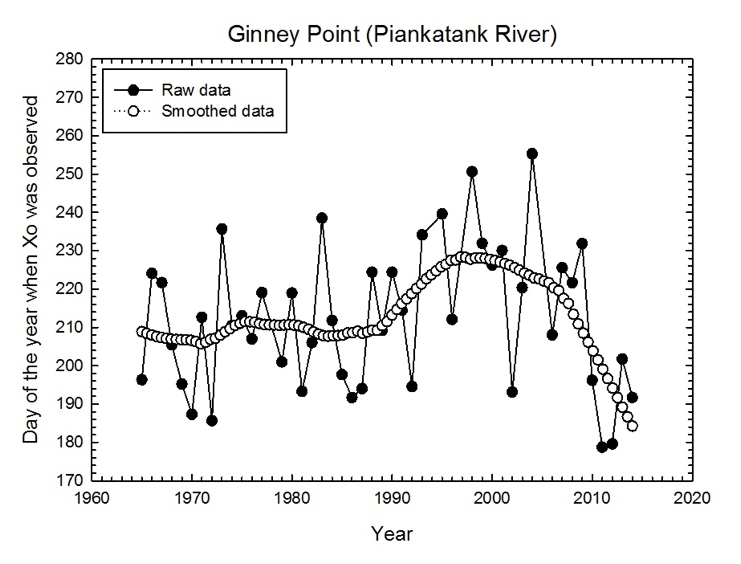 Ginney Point (Piankatank River)
Day of the year when Xo was observed
280
270
260
250
240
230
220
210
200
190
180
170
Raw data
Smoothed data
1960 1970 1980 1990 2000 2010 2020
Year